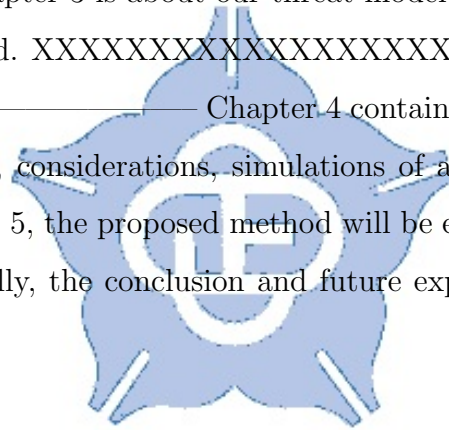 apter 3 is about our threat model
d. XXXXXXXXXXXXXXXXXX
——————— Chapter 4 contain
, considerations, simulations of a
5, the proposed method will be e
lly, the conclusion and future exp